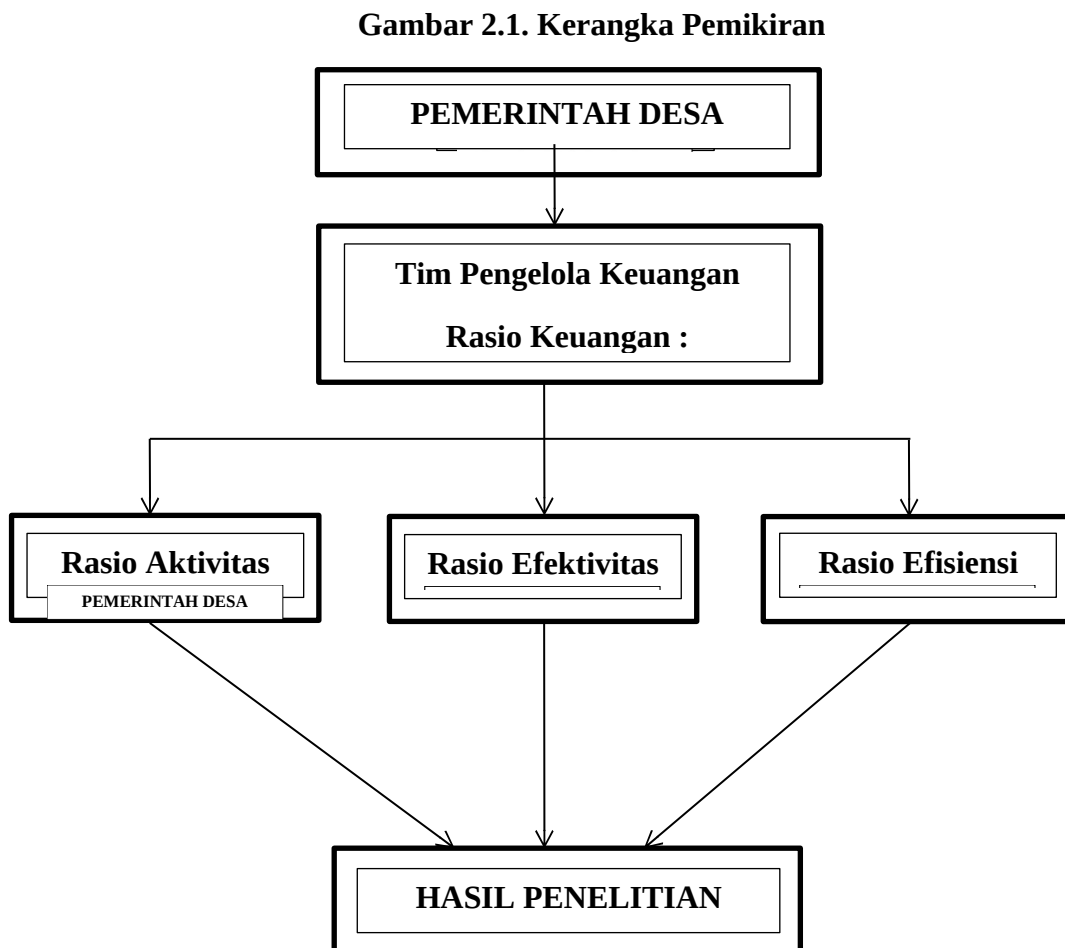 Gambar 2.1. Kerangka Pemikiran
PEMERINTAH DESA
Tim Pengelola Keuangan
Rasio Keuangan :
Rasio Aktivitas
PEMERINTAH DESA
Rasio Efektivitas
Rasio Efisiensi
HASIL PENELITIAN